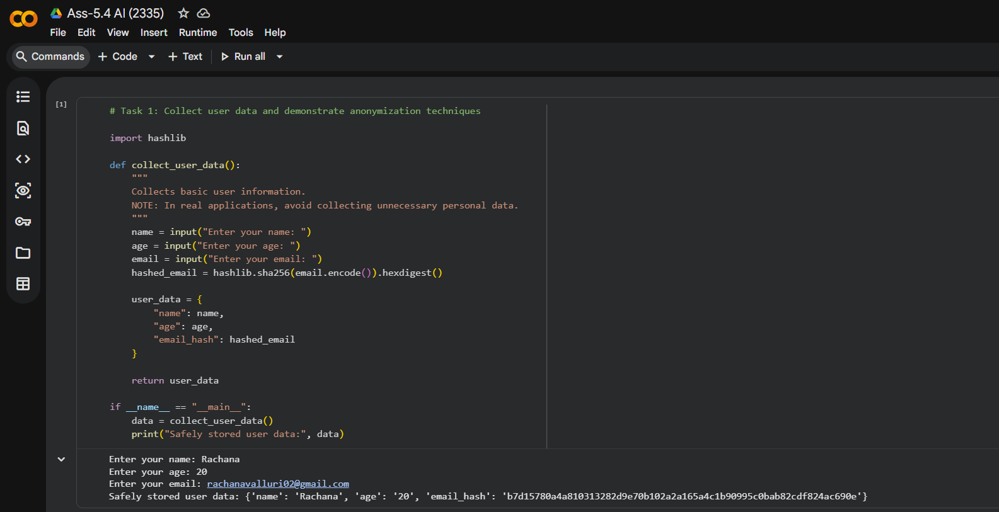 Ass-5.4 AI (2335)
File Edit View Insert Runtime Tools Help
Commands + Code + Text Run all
[1]
# Task 1: Collect user data and demonstrate anonymization techniques
import hashlib
def collect_user_data():
"""
Collects basic user information.
NOTE: In real applications, avoid collecting unnecessary personal data.
"""
name = input("Enter your name: ")
age = input("Enter your age: ")
email = input("Enter your email: ")
hashed_email = hashlib.sha256(email.encode()).hexdigest()
user_data = {
"name": name,
"age": age,
"email_hash": hashed_email
}
return user_data
if __name__ == "__main__":
data = collect_user_data()
print("Safely stored user data:", data)
Enter your name: Rachana
Enter your age: 20
Enter your email: rachanavalluri02@gmail.com
Safely stored user data: {'name': 'Rachana', 'age': '20', 'email_hash': 'b7d15780a4a810313282d9e70b102a2a165a4c1b90995c0bab82cdf824ac690e'}